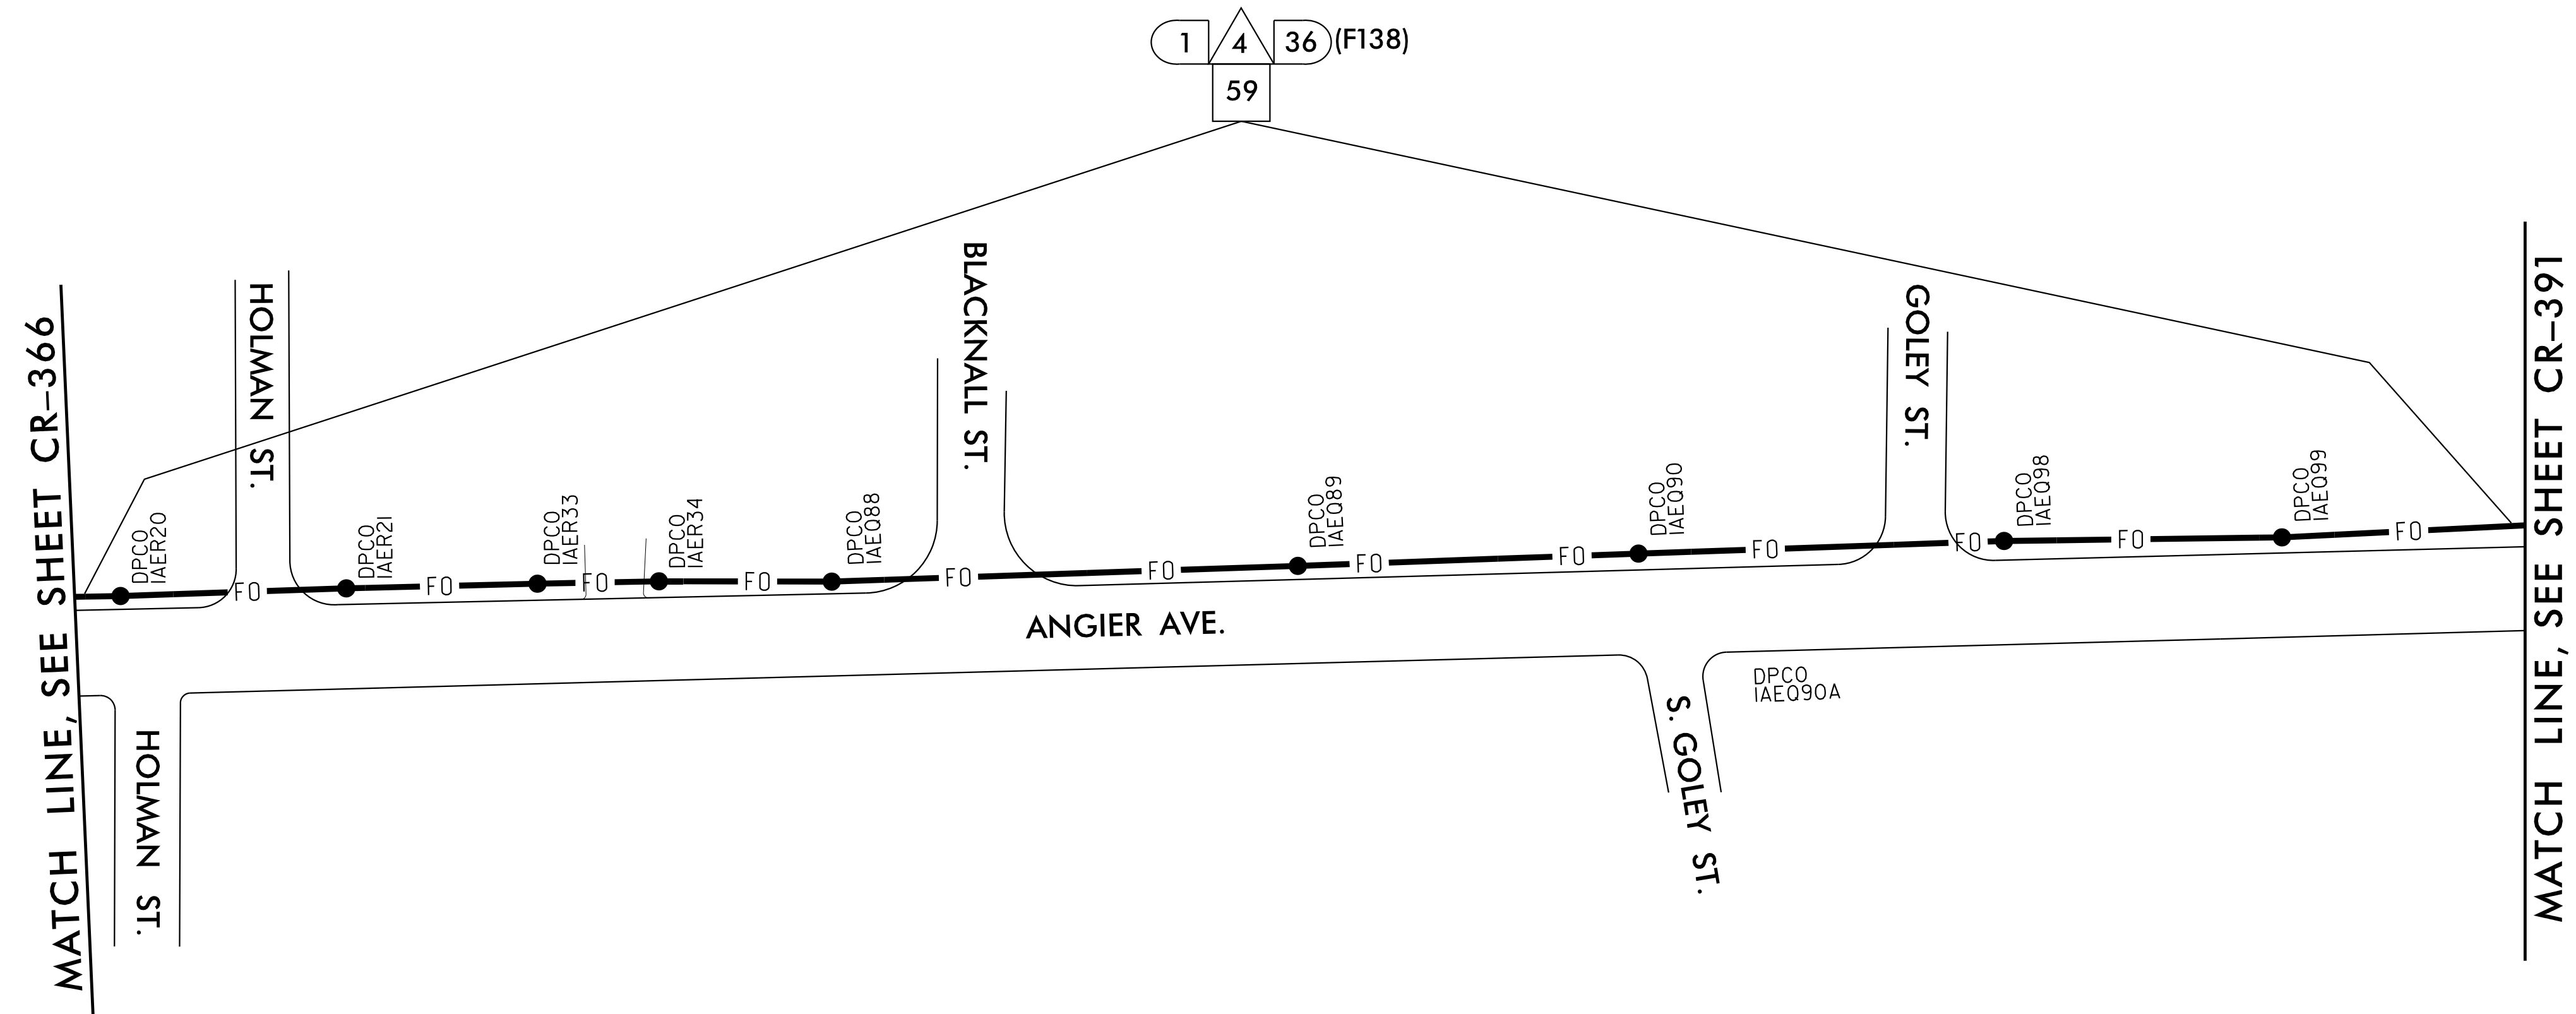 1 4 36 (F138)
59
MATCH LINE, SEE SHEET CR-366
HOLMAN ST.
BLACKNALL ST.
GOLEY ST.
MATCH LINE, SEE SHEET CR-391
DPCO
IAER20
DPCO
IAER21
DPCO
IAER33
DPCO
IAER34
DPCO
IAEQ88
DPCO
IAEQ89
DPCO
IAEQ90
DPCO
IAEQ98
DPCO
IAEQ99
FO
FO
FO
FO
FO
FO
FO
FO
FO
FO
FO
FO
ANGIER AVE.
HOLMAN ST.
S. GOLEY ST.
DPCO
IAEQ90A